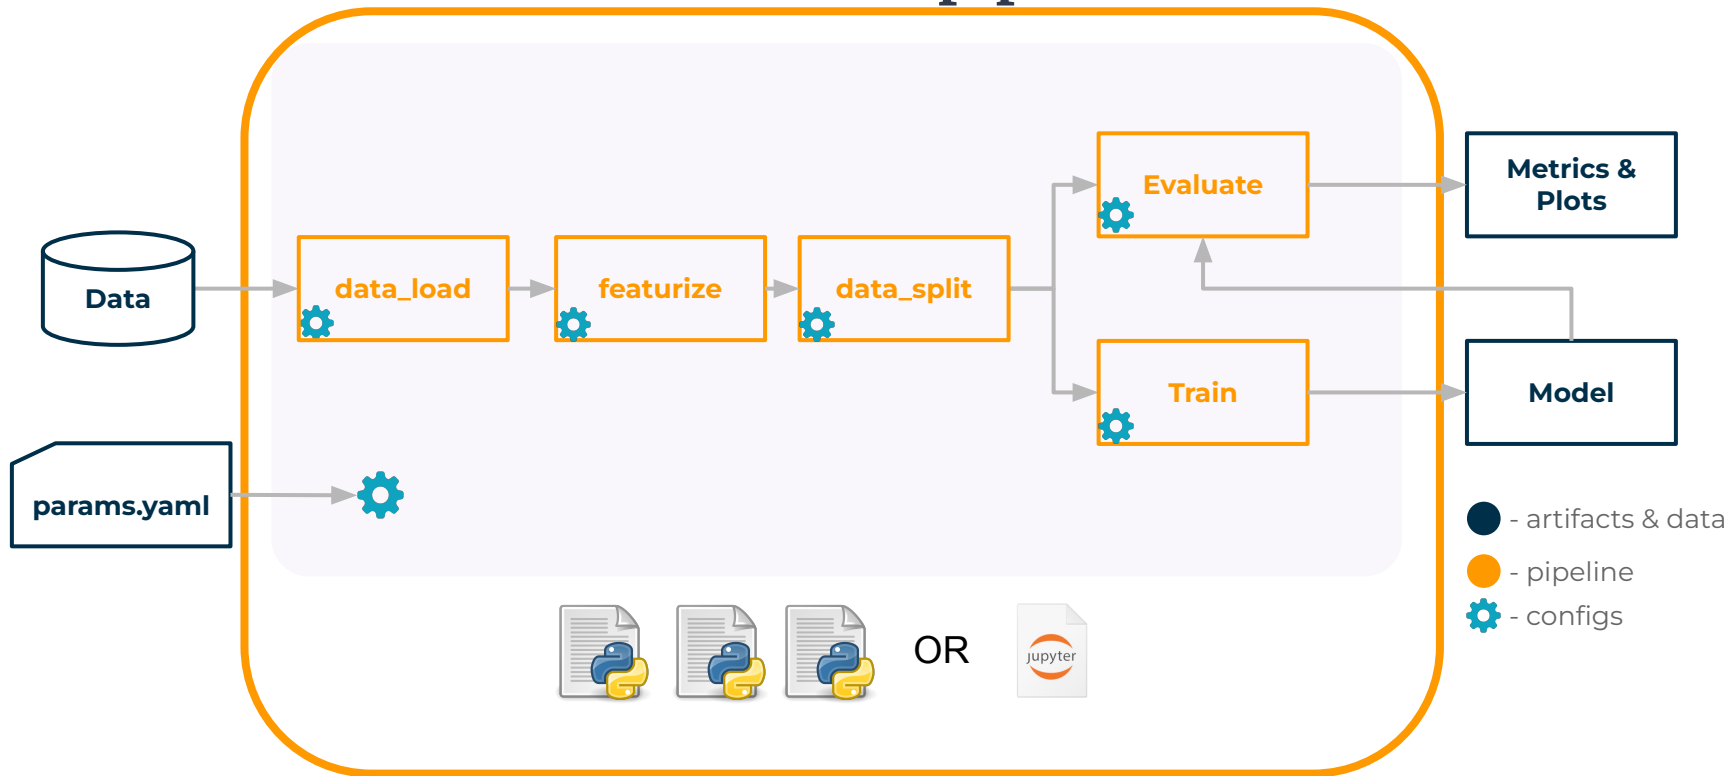 Data
data_load
featurize
data_split
Evaluate
Train
Metrics &
Plots
Model
params.yaml
- artifacts & data
- pipeline
- configs
OR
jupyter